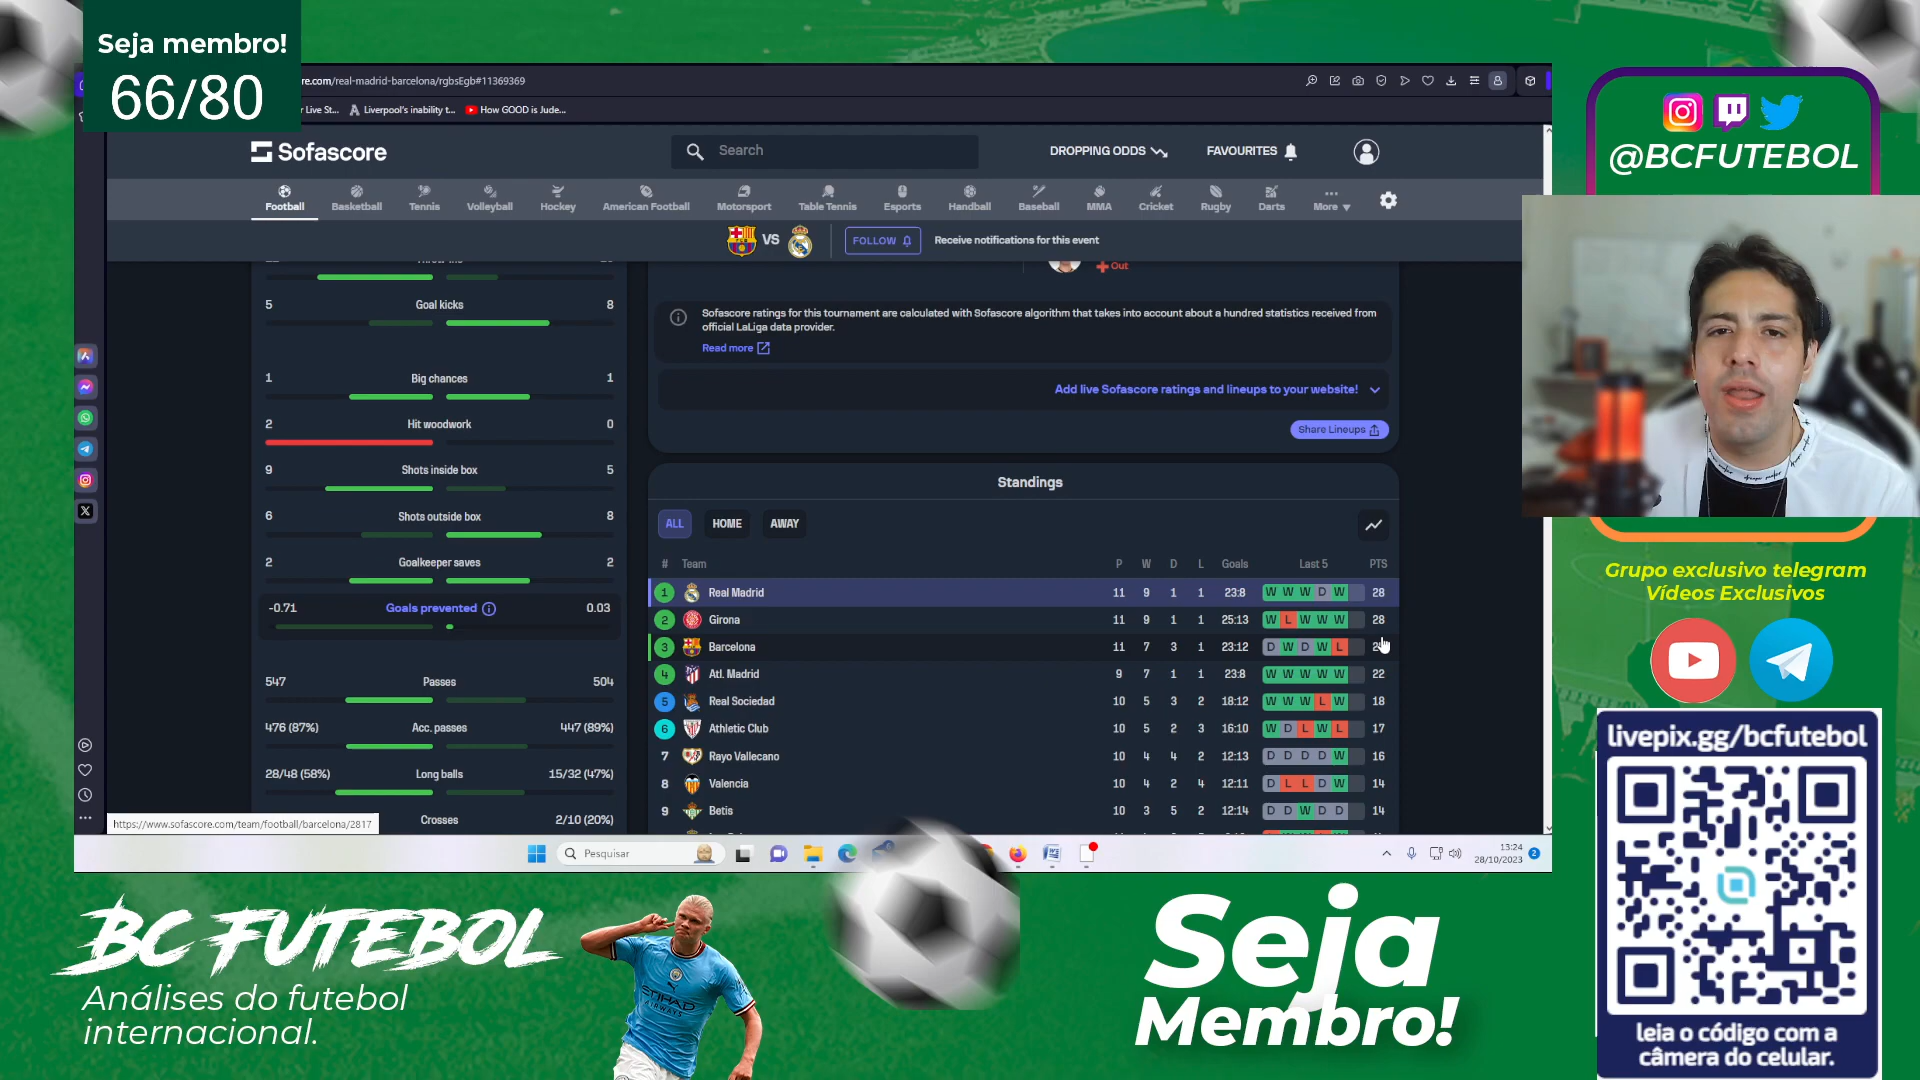 Seja membro!
66/80
re.com/real-madrid-barcelona/rgbsEgb#11369369
r Live St...
Liverpool's inability t...
How GOOD is Jude...
Sofascore
Search
DROPPING ODDS
FAVOURITES
Football
Basketball
Tennis
Volleyball
Hockey
American Football
Motorsport
Table Tennis
Esports
Handball
Baseball
MMA
Cricket
Rugby
Darts
More
VS
FOLLOW
Receive notifications for this event
5 Goal kicks 8
1 Big chances 1
2 Hit woodwork 0
9 Shots inside box 5
6 Shots outside box 8
2 Goalkeeper saves 2
-0.71 Goals prevented 0.03
547 Passes 504
476 (87%) Acc. passes 447 (89%)
28/48 (58%) Long balls 15/32 (47%)
Crosses 2/10 (20%)
https://www.sofascore.com/team/football/barcelona/2817
Out
Sofascore ratings for this tournament are calculated with Sofascore algorithm that takes into account about a hundred statistics received from
official LaLiga data provider.
Read more
Add live Sofascore ratings and lineups to your website!
Share Lineups
Standings
ALL HOME AWAY
# Team P W D L Goals Last 5 PTS
1 Real Madrid 11 9 1 1 23:8 W W W D W 28
2 Girona 11 9 1 1 25:13 W L W W W 28
3 Barcelona 11 7 3 1 23:12 D W D W L
4 Atl. Madrid 9 7 1 1 23:8 W W W W W 22
5 Real Sociedad 10 5 3 2 18:12 W W W L W 18
6 Athletic Club 10 5 2 3 16:10 W D L W L 17
7 Rayo Vallecano 10 4 4 2 12:13 D D D D W 16
8 Valencia 10 4 2 4 12:11 D L L D W 14
9 Betis 10 3 5 2 12:14 D D W D D 14
Pesquisar
13:24
28/10/2023
2
@BCFUTEBOL
Grupo exclusivo telegram
Vídeos Exclusivos
livepix.gg/bcfutebol
leia o código com a
câmera do celular.
BC FUTEBOL
Análises do futebol
internacional.
ETIHAD
AIRWAYS
Seja
Membro!